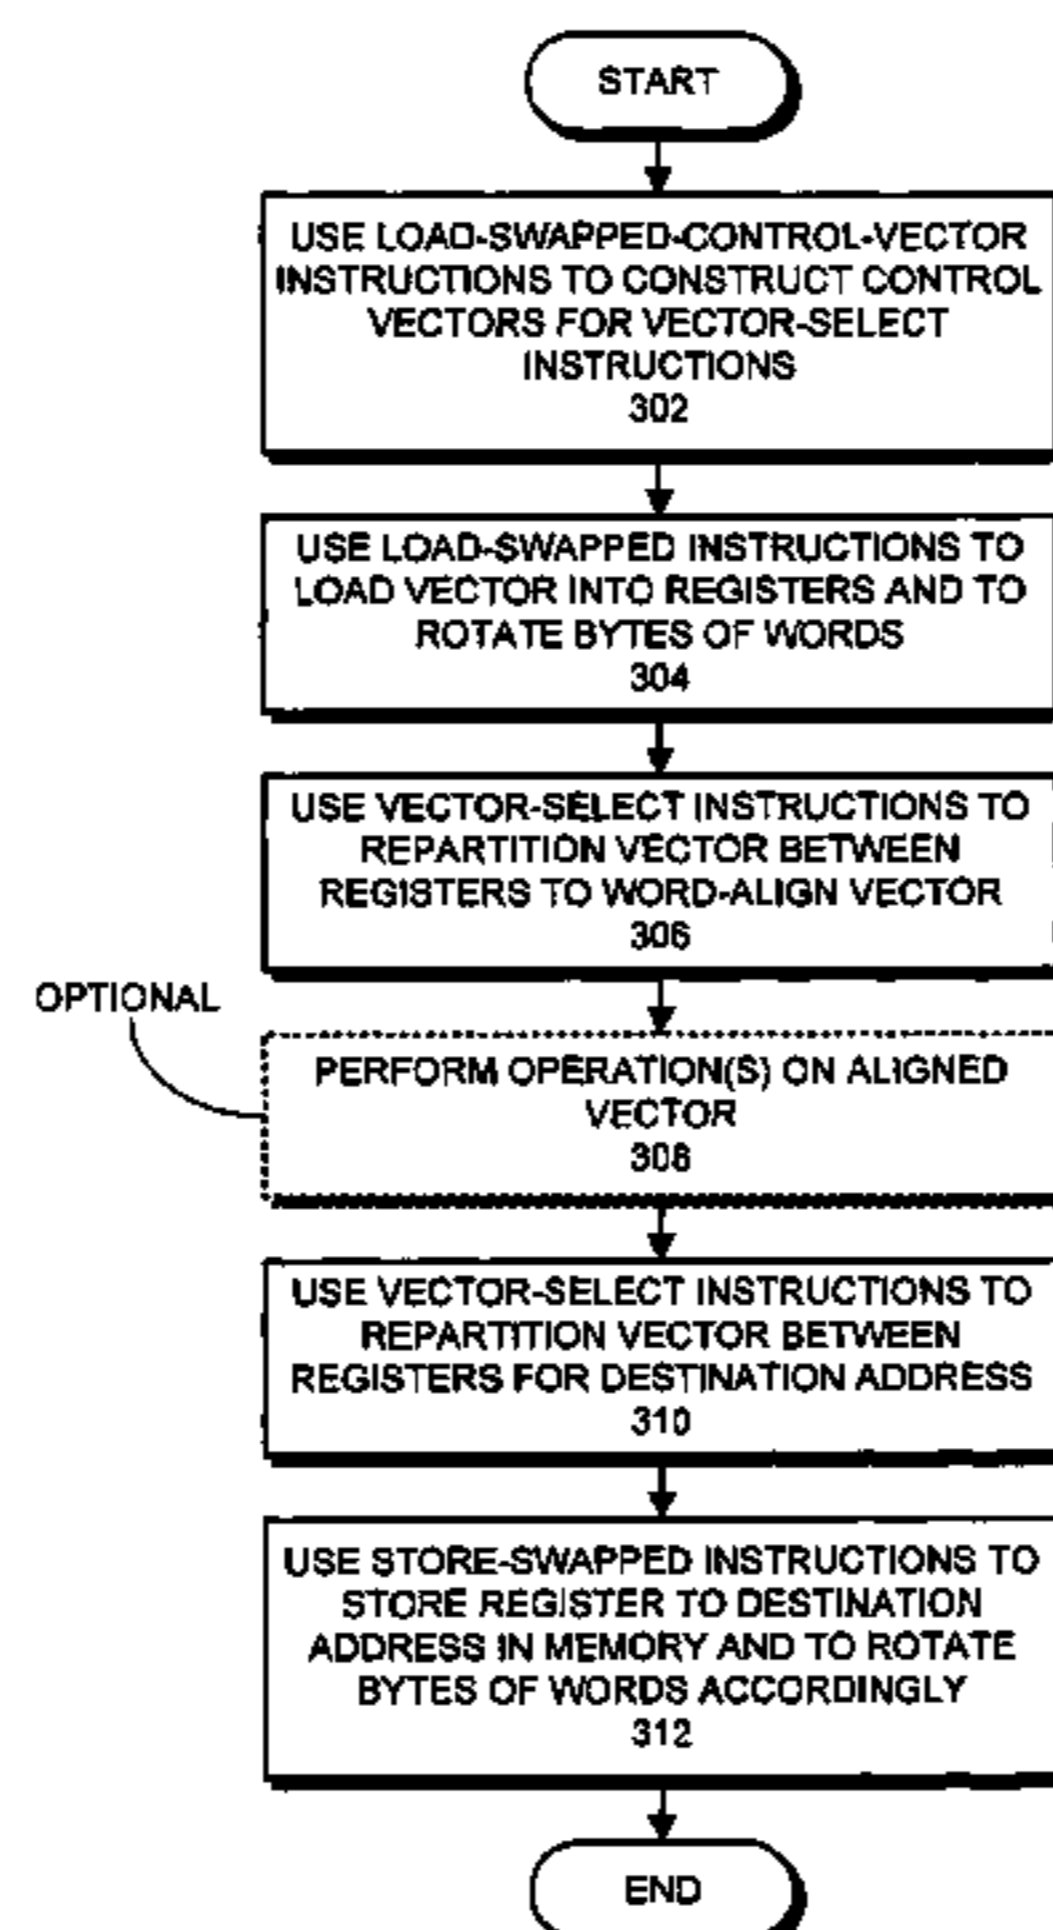 START
USE LOAD-SWAPPED-CONTROL-VECTOR
INSTRUCTIONS TO CONSTRUCT CONTROL
VECTORS FOR VECTOR-SELECT
INSTRUCTIONS
302
USE LOAD-SWAPPED INSTRUCTIONS TO
LOAD VECTOR INTO REGISTERS AND TO
ROTATE BYTES OF WORDS
304
USE VECTOR-SELECT INSTRUCTIONS TO
REPARTITION VECTOR BETWEEN
REGISTERS TO WORD-ALIGN VECTOR
306
OPTIONAL
PERFORM OPERATION(S) ON ALIGNED
VECTOR
308
USE VECTOR-SELECT INSTRUCTIONS TO
REPARTITION VECTOR BETWEEN
REGISTERS FOR DESTINATION ADDRESS
310
USE STORE-SWAPPED INSTRUCTIONS TO
STORE REGISTER TO DESTINATION
ADDRESS IN MEMORY AND TO ROTATE
BYTES OF WORDS ACCORDINGLY
312
END